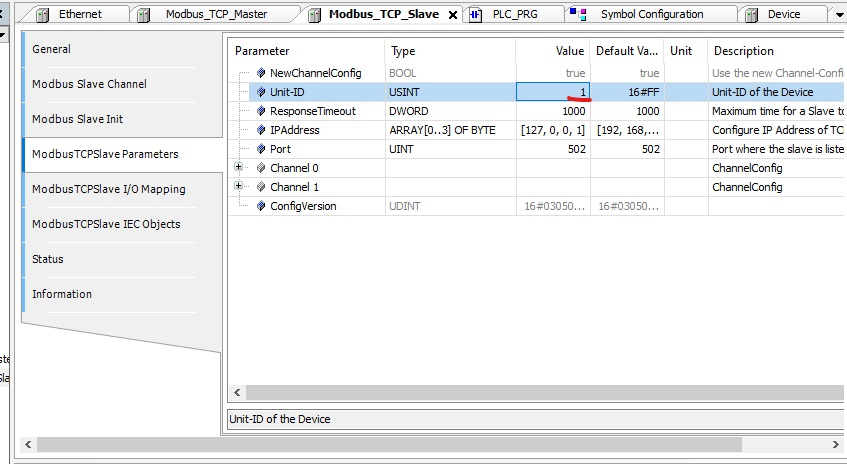 Ethernet Modbus_TCP_Master Modbus_TCP_Slave PLC_PRG Symbol Configuration Device
General
Modbus Slave Channel
Modbus Slave Init
ModbusTCPSlave Parameters
ModbusTCPSlave I/O Mapping
ModbusTCPSlave IEC Objects
Status
Information
Parameter Type Value Default Va... Unit Description
NewChannelConfig BOOL true true Use the new Channel-Confi
Unit-ID USINT 1 16#FF Unit-ID of the Device
ResponseTimeout DWORD 1000 1000 Maximum time for a Slave to
IPAddress ARRAY[0..3] OF BYTE [127, 0, 0, 1] [192, 168,... Configure IP Address of TC
Port UINT 502 502 Port where the slave is liste
Channel 0 ChannelConfig
Channel 1 ChannelConfig
ConfigVersion UDINT 16#03050... 16#03050...
Unit-ID of the Device